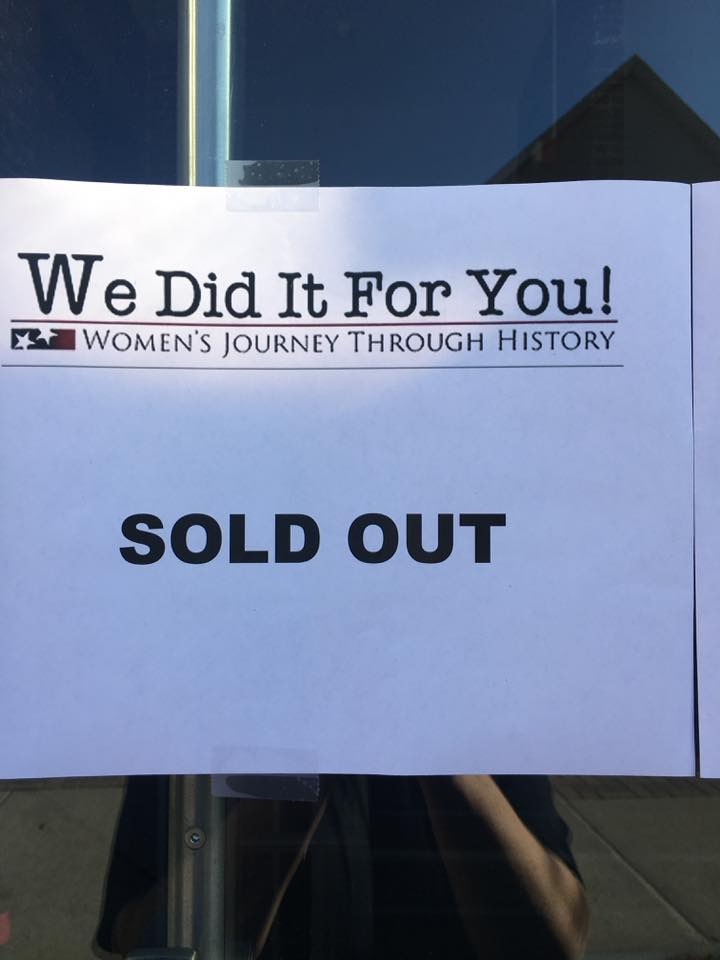 We Did It For You!
WOMEN'S JOURNEY THROUGH HISTORY
SOLD OUT